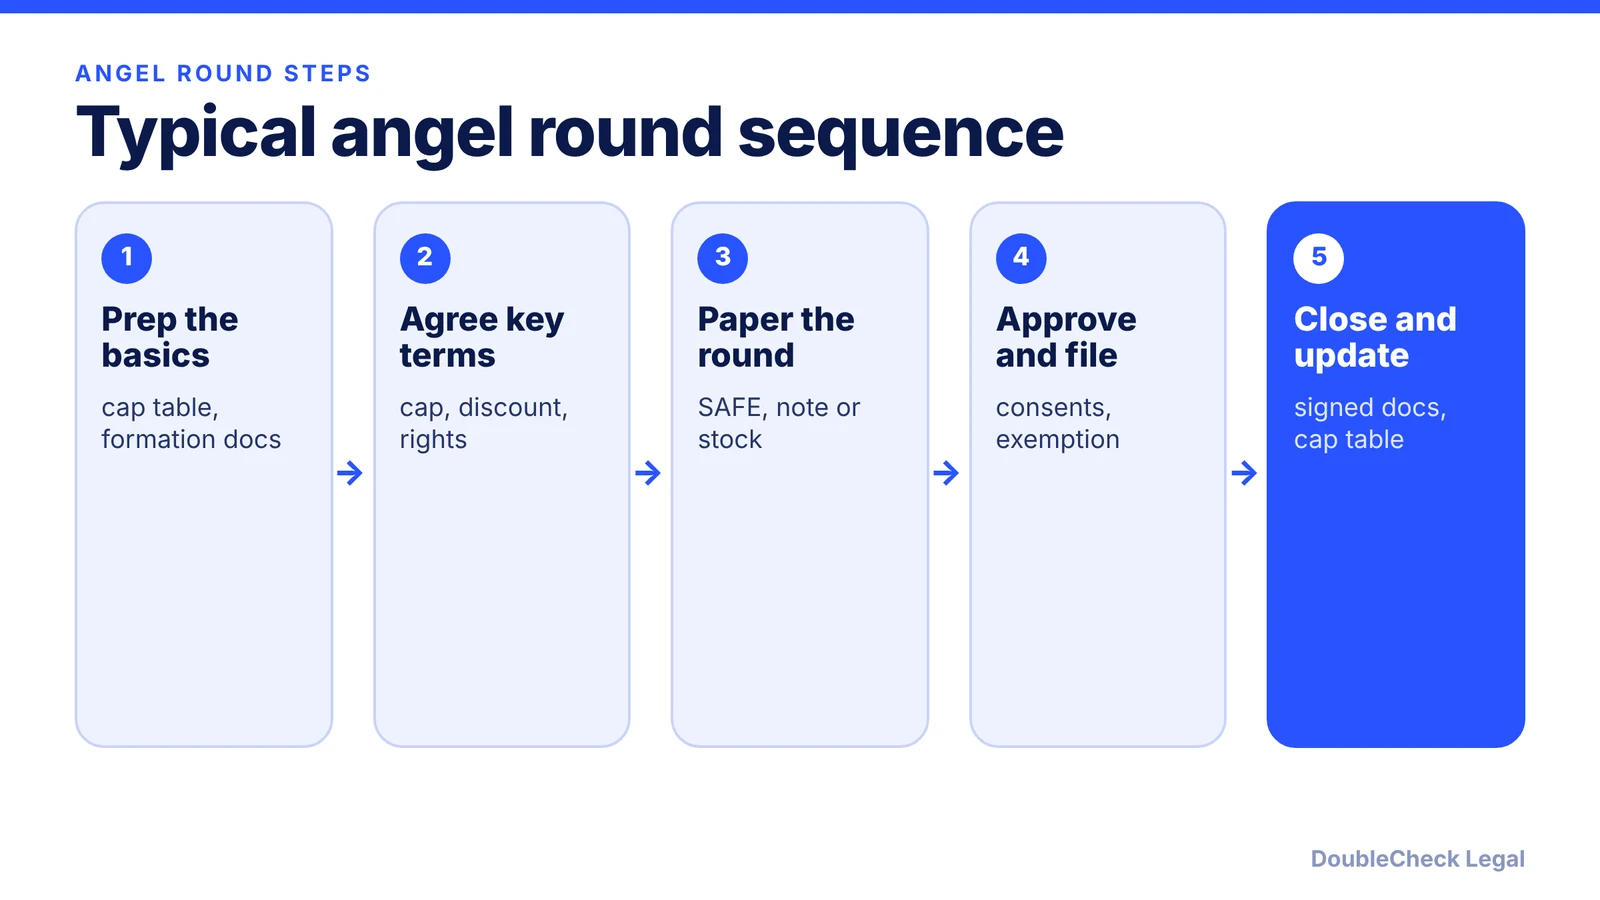 ANGEL ROUND STEPS
Typical angel round sequence
1
Prep the
basics
cap table,
formation docs
→
2
Agree key
terms
cap, discount,
rights
→
3
Paper the
round
SAFE, note or
stock
→
4
Approve
and file
consents,
exemption
→
5
Close and
update
signed docs,
cap table
DoubleCheck Legal